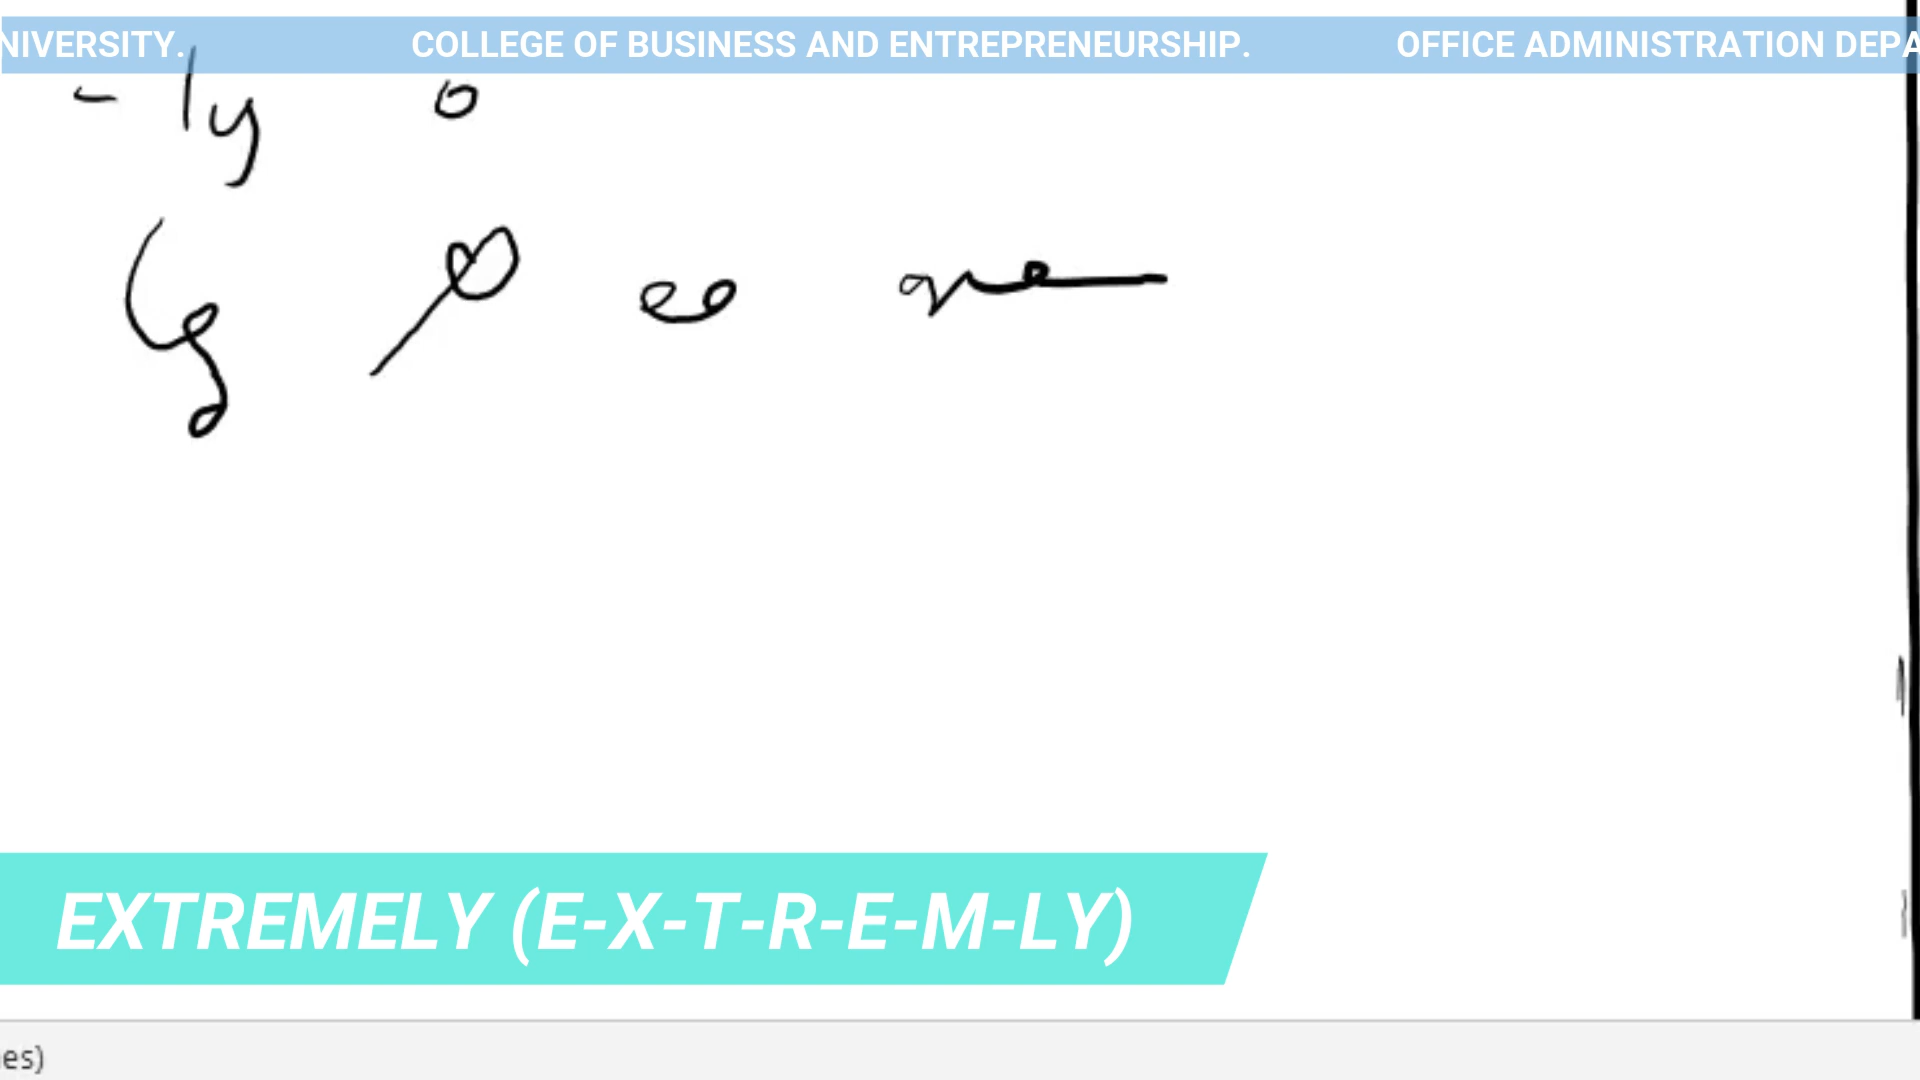 NIVERSITY. COLLEGE OF BUSINESS AND ENTREPRENEURSHIP. OFFICE ADMINISTRATION DEPA
- ly
EXTREMELY (E-X-T-R-E-M-LY)
es)